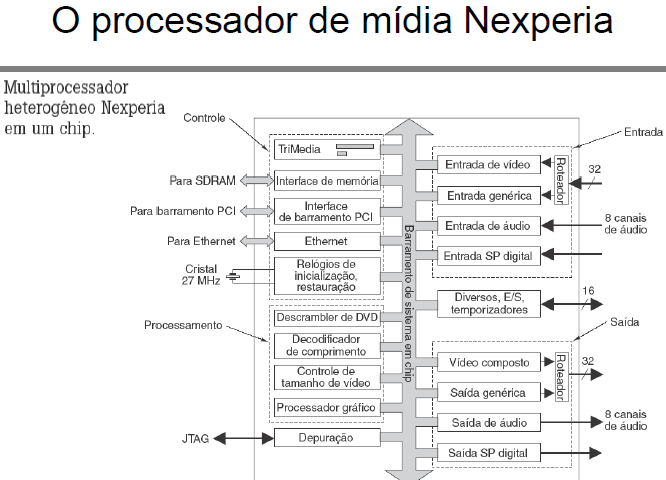 O processador de mídia Nexperia
Multiprocessador
heterogêneo Nexperia
em um chip.
Controle
TriMedia
Para SDRAM
Interface de memória
Para lbarramento PCI
Interface
de barramento PCI
Para Ethernet
Ethernet
Cristal
27 MHz
Relógios de
inicialização,
restauração
Processamento
Descrambler de DVD
Decodificador
de comprimento
Controle de
tamanho de vídeo
Processador gráfico
JTAG
Depuração
Barramento de sistema em chip
Entrada
Entrada de vídeo
Entrada genérica
Roteador
32
Entrada de áudio
8 canais
de áudio
Entrada SP digital
Diversos, E/S,
temporizadores
16
Saída
Vídeo composto
Saída genérica
Roteador
32
Saída de áudio
8 canais
de áudio
Saída SP digital